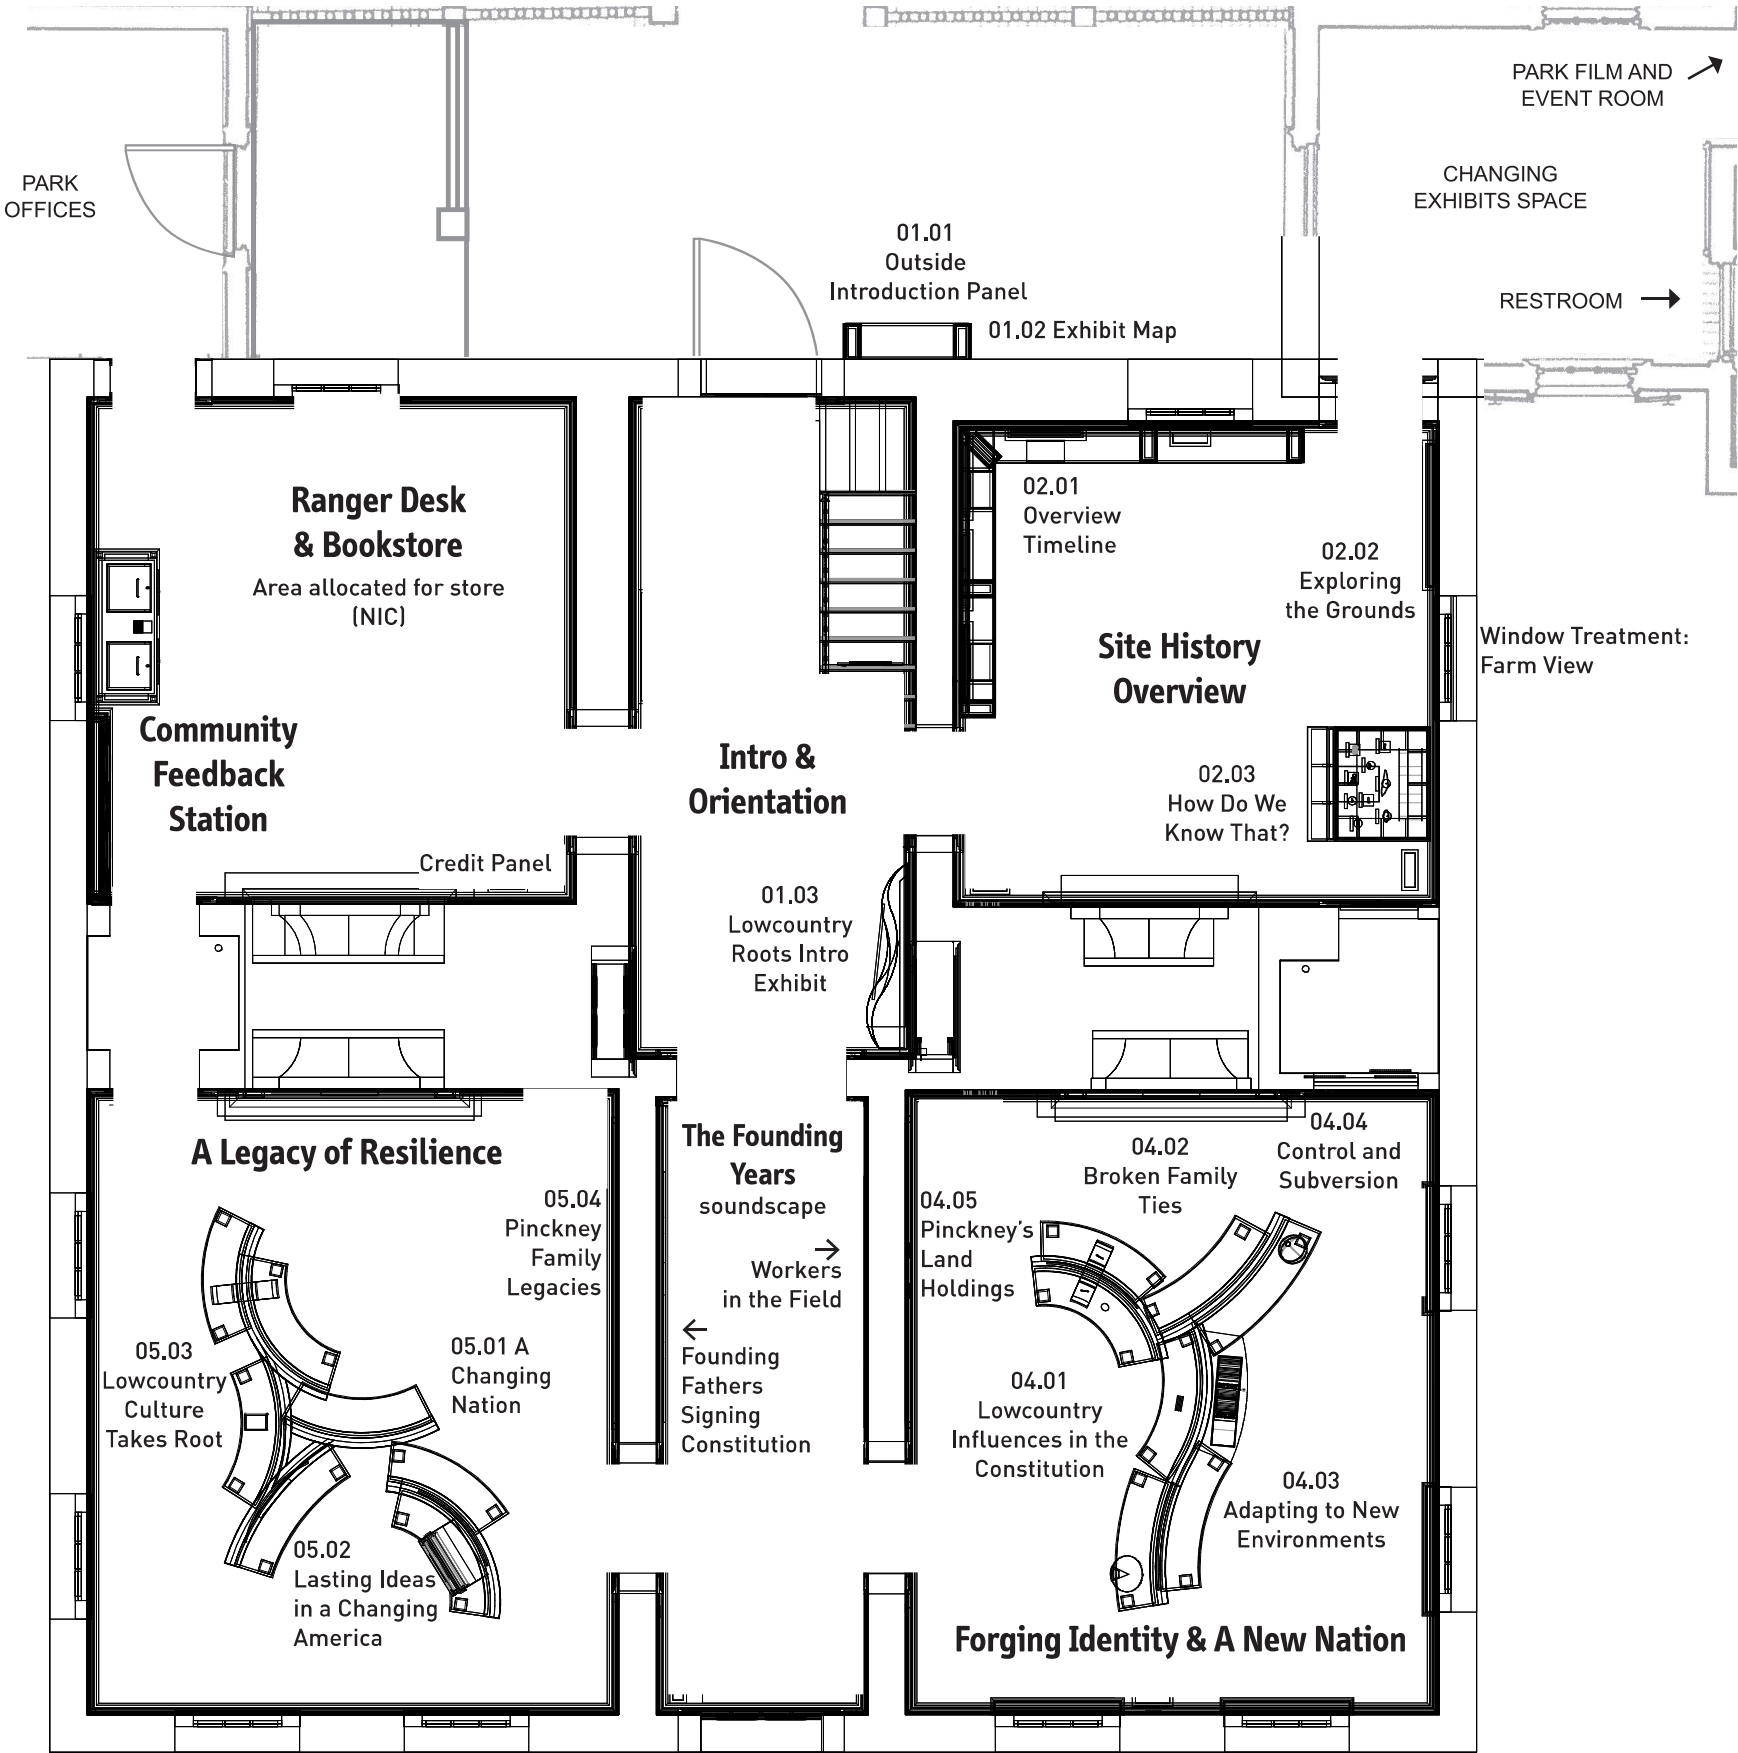 PARK FILM AND
EVENT ROOM
PARK
OFFICES
CHANGING
EXHIBITS SPACE
01.01
Outside
Introduction Panel
RESTROOM
01.02 Exhibit Map
Ranger Desk
& Bookstore
Area allocated for store
(NIC)
02.01
Overview
Timeline
02.02
Exploring
the Grounds
Window Treatment:
Farm View
Site History
Overview
Community
Feedback
Station
Intro &
Orientation
02.03
How Do We
Know That?
Credit Panel
01.03
Lowcountry
Roots Intro
Exhibit
A Legacy of Resilience
The Founding
Years
soundscape
04.02
Broken Family
Ties
04.04
Control and
Subversion
05.04
Pinckney
Family
Legacies
04.05
Pinckney's
Land
Holdings
Workers
in the Field
05.03
Lowcountry
Culture
Takes Root
05.01 A
Changing
Nation
Founding
Fathers
Signing
Constitution
04.01
Lowcountry
Influences in the
Constitution
04.03
Adapting to New
Environments
05.02
Lasting Ideas
in a Changing
America
Forging Identity & A New Nation